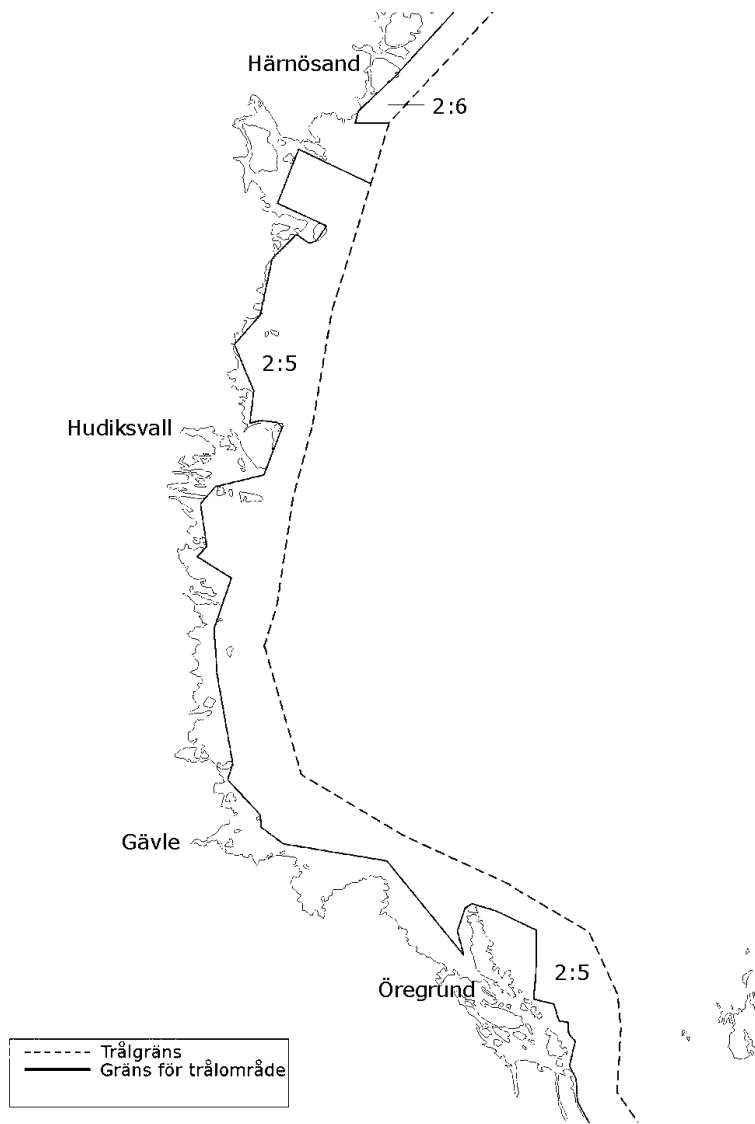 Härnösand
2:6
2:5
Hudiksvall
Gävle
2:5
Öregrund
Trålgräns
Gräns för trålområde